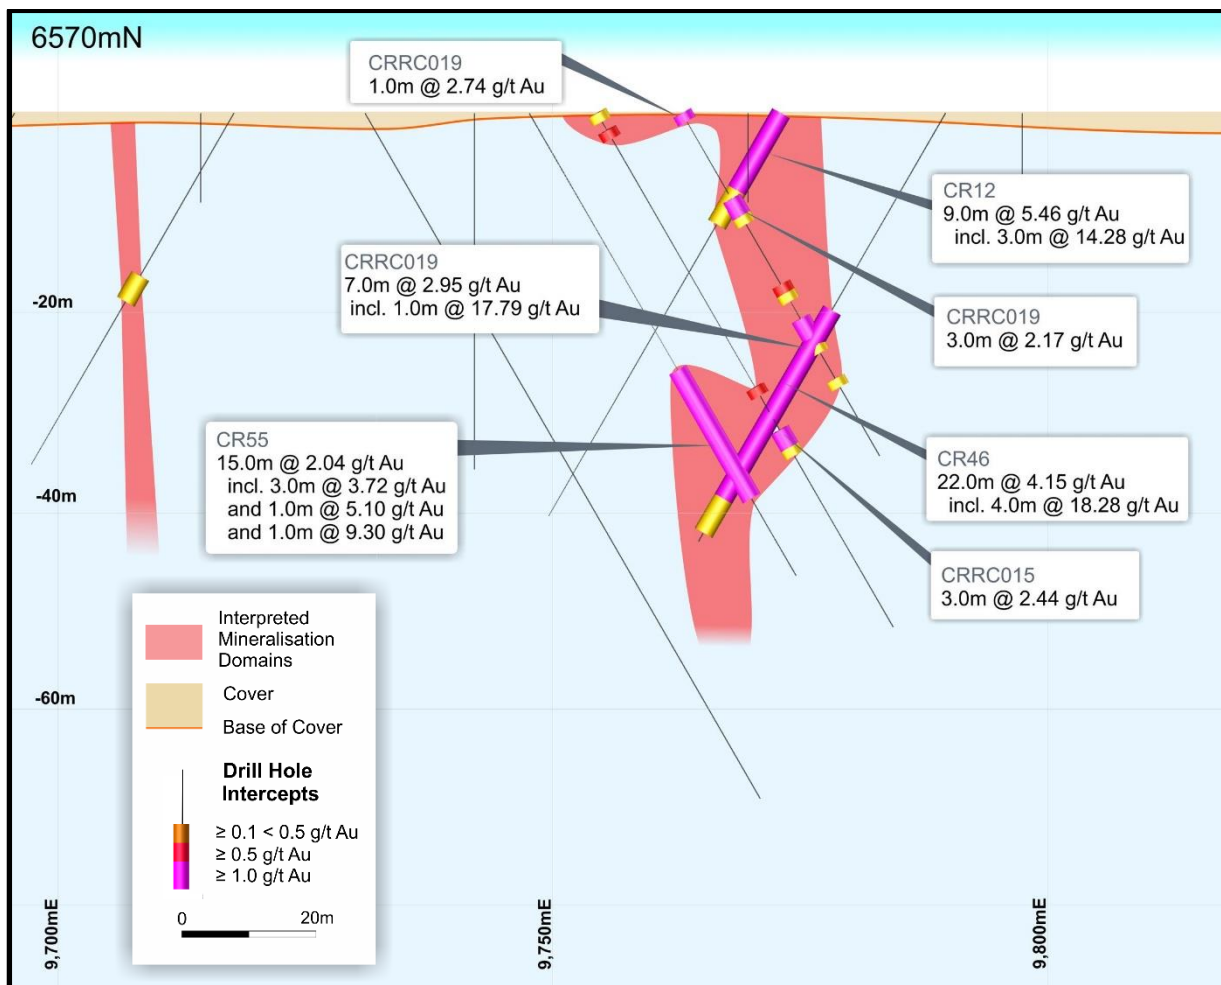 6570mN
CRRC019
1.0m @ 2.74 g/t Au
CR12
9.0m @ 5.46 g/t Au
incl. 3.0m @ 14.28 g/t Au
CRRC019
7.0m @ 2.95 g/t Au
incl. 1.0m @ 17.79 g/t Au
-20m
CRRC019
3.0m @ 2.17 g/t Au
CR55
15.0m @ 2.04 g/t Au
incl. 3.0m @ 3.72 g/t Au
and 1.0m @ 5.10 g/t Au
and 1.0m @ 9.30 g/t Au
CR46
22.0m @ 4.15 g/t Au
incl. 4.0m @ 18.28 g/t Au
-40m
CRRC015
3.0m @ 2.44 g/t Au
-60m
Interpreted
Mineralisation
Domains
Cover
Base of Cover
Drill Hole
Intercepts
≥ 0.1 < 0.5 g/t Au
≥ 0.5 g/t Au
≥ 1.0 g/t Au
0 20m
9,700mE
9,750mE
9,800mE